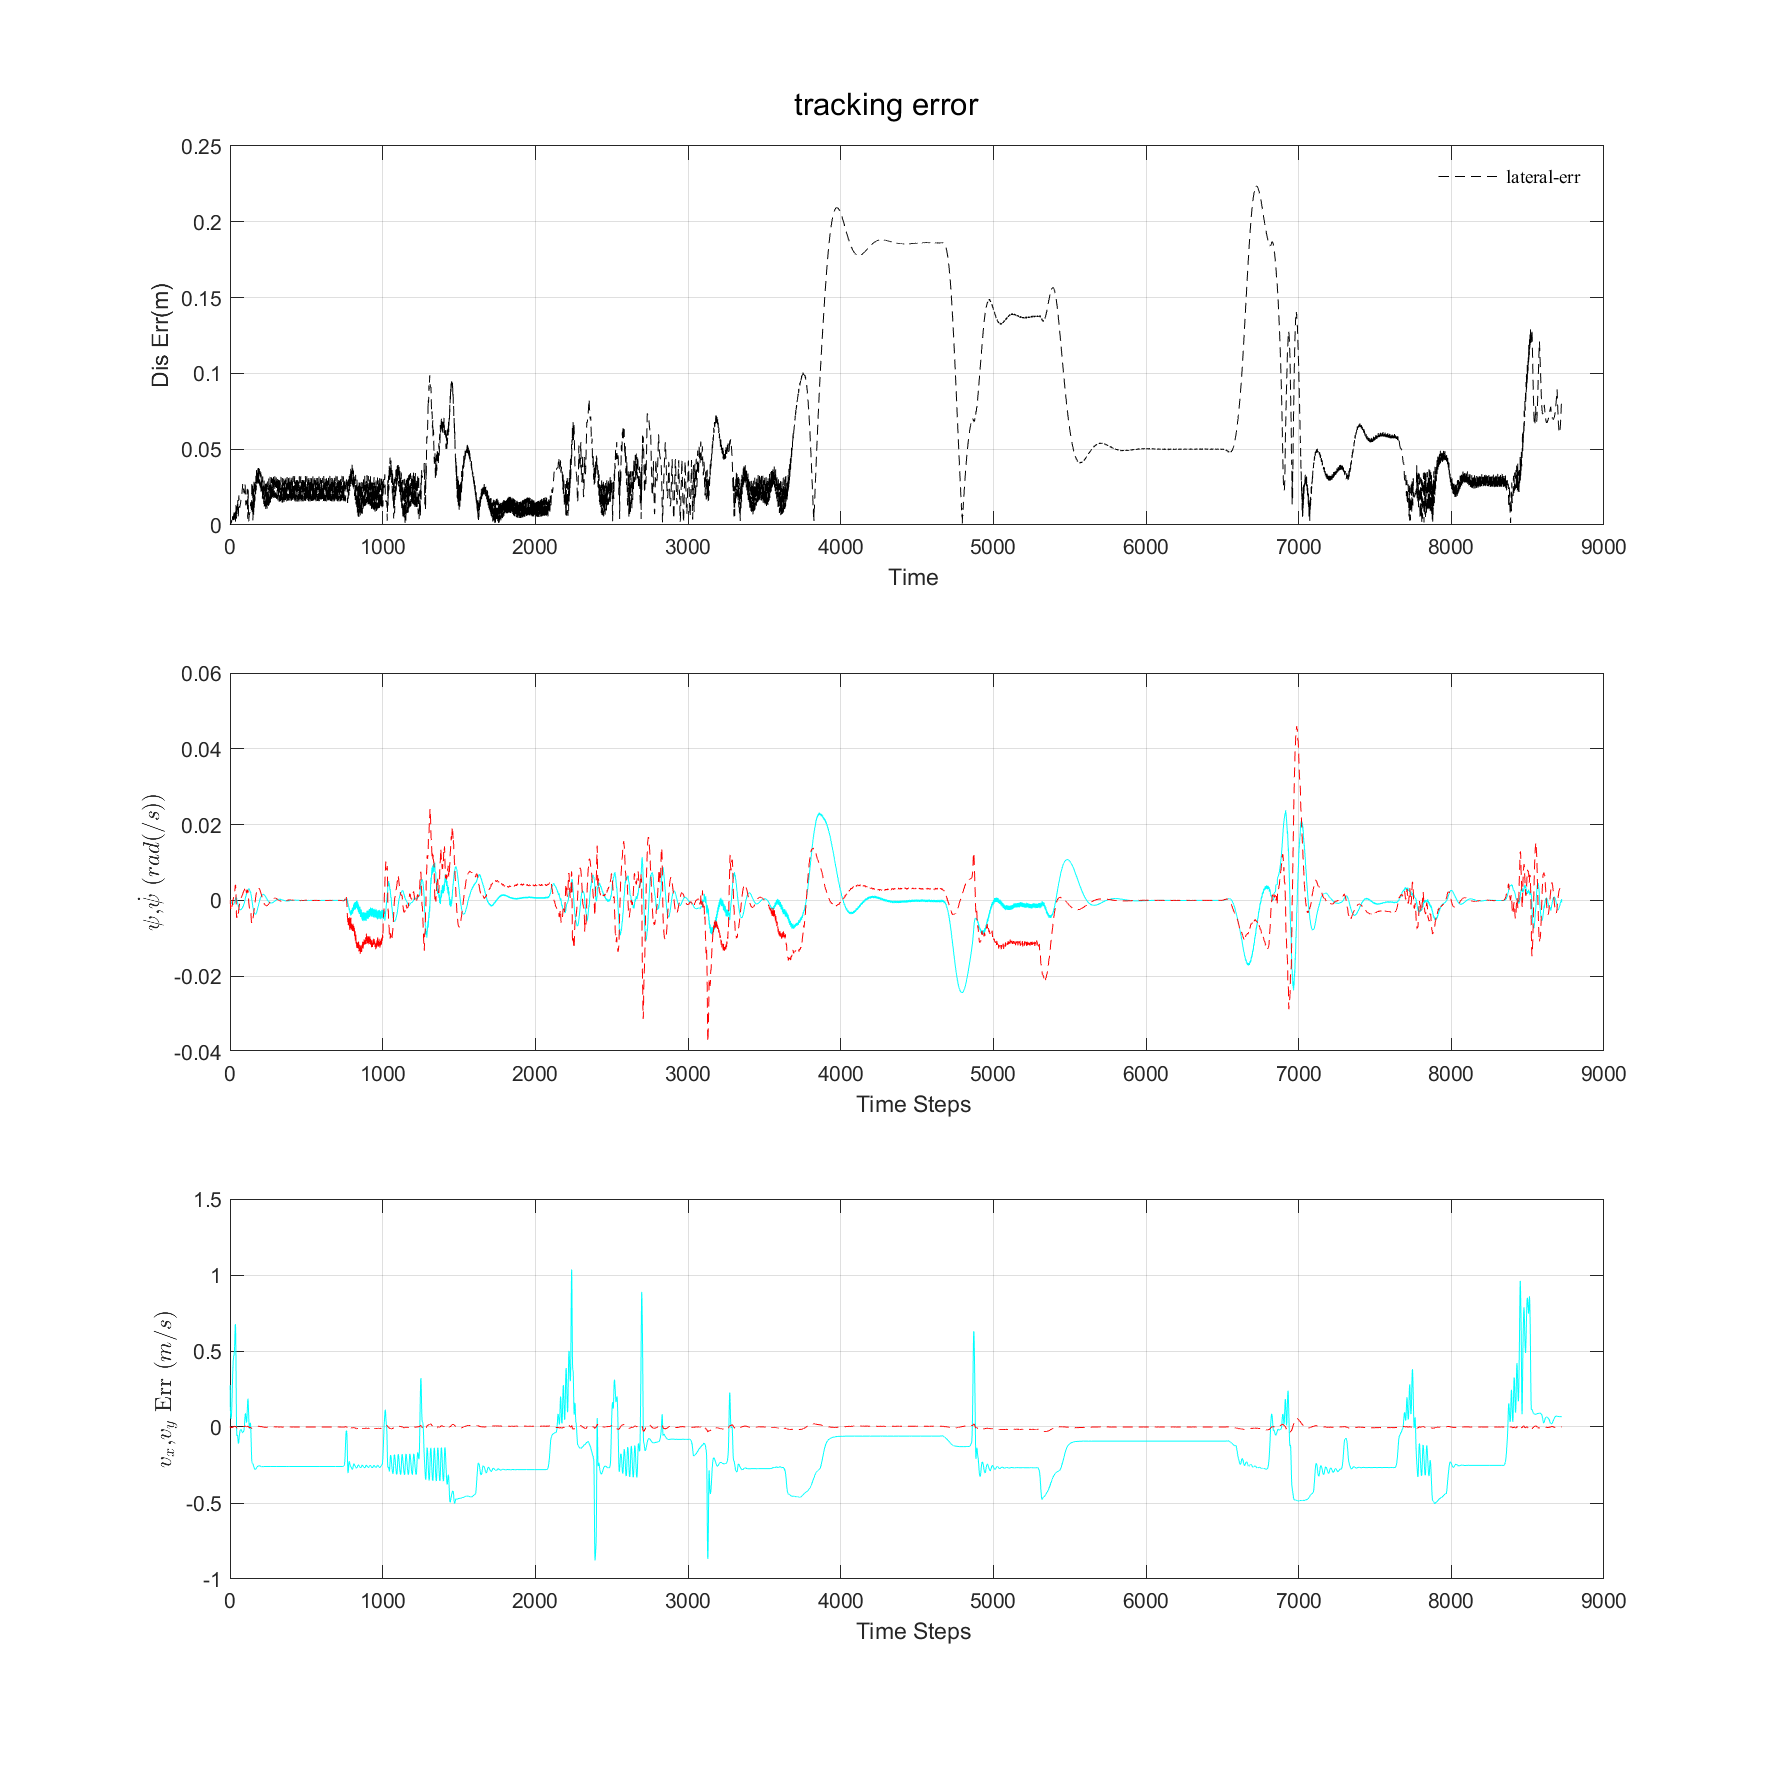 tracking error
0.25
0.2
0.15
0.1
0.05
0
Dis Err(m)
lateral-err
0 1000 2000 3000 4000 5000 6000 7000 8000 9000
Time
0.06
0.04
0.02
0
-0.02
-0.04
ψ,ψ̇ (rad(/s))
0 1000 2000 3000 4000 5000 6000 7000 8000 9000
Time Steps
1.5
1
0.5
0
-0.5
-1
v_x,v_y Err (m/s)
0 1000 2000 3000 4000 5000 6000 7000 8000 9000
Time Steps